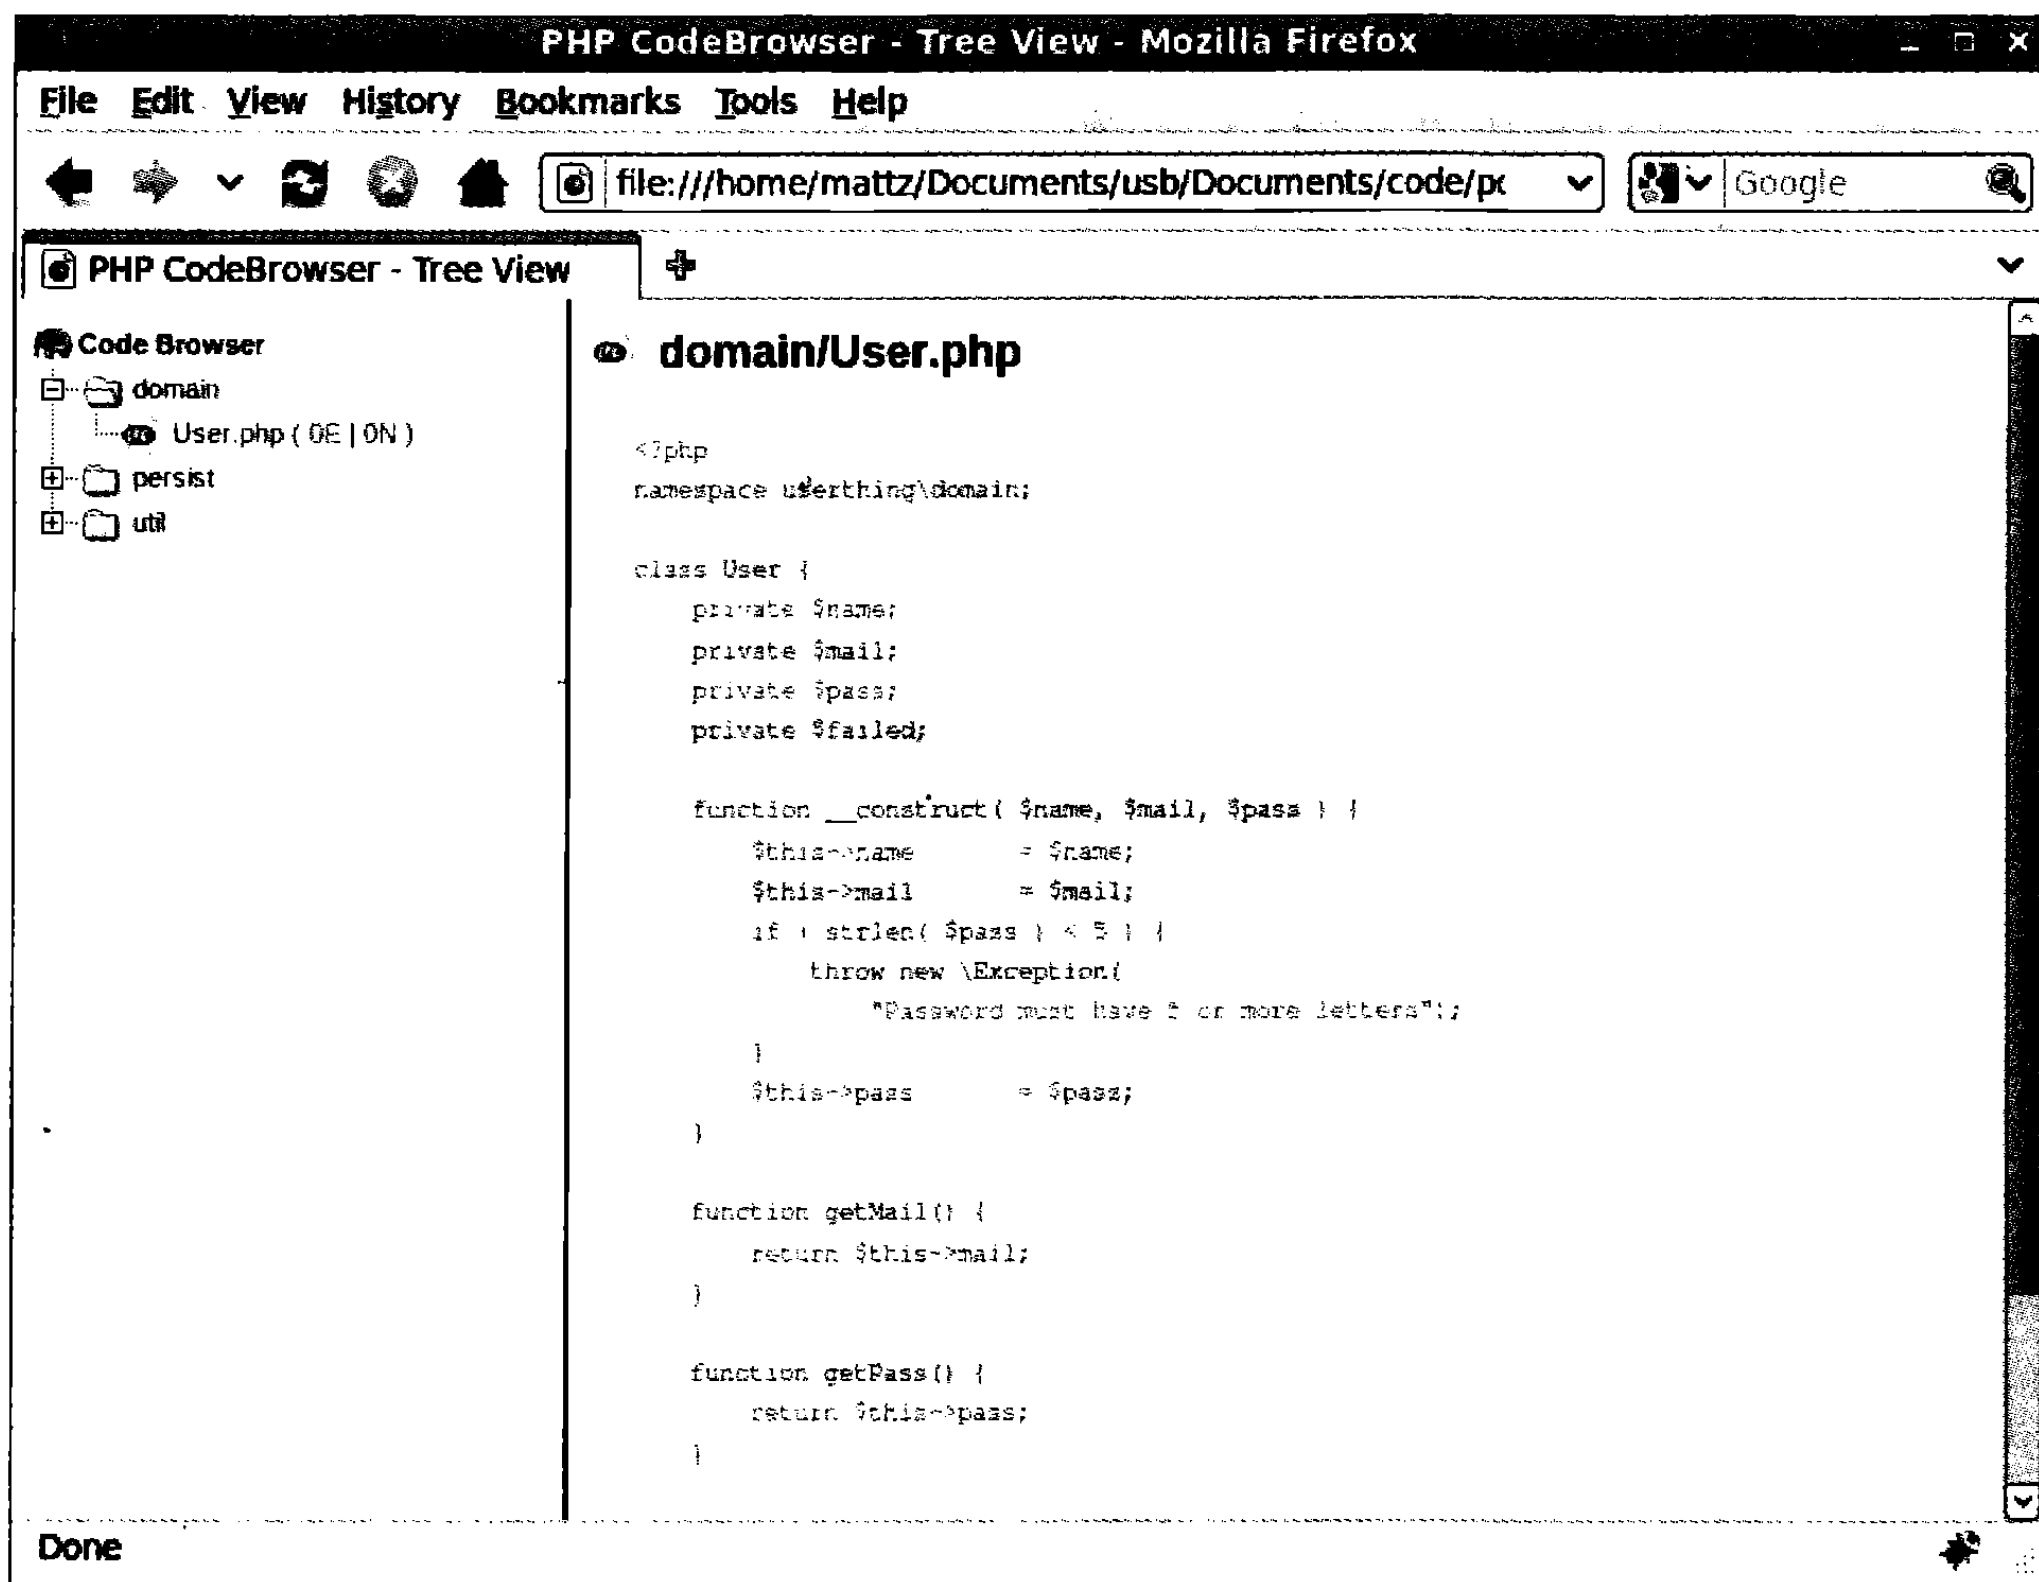 PHP CodeBrowser - Tree View - Mozilla Firefox
File Edit View History Bookmarks Tools Help
file:///home/mattz/Documents/usb/Documents/code/po
Google
PHP CodeBrowser - Tree View
Code Browser
domain
User.php ( 0E | 0N )
persist
util
domain/User.php
<?php
namespace userthing\domain;
class User {
private $name;
private $mail;
private $pass;
private $failed;
function __construct( $name, $mail, $pass ) {
$this->name = $name;
$this->mail = $mail;
if ( strlen( $pass ) < 5 ) {
throw new \Exception(
"Password must have 5 or more letters");
}
$this->pass = $pass;
}
function getMail() {
return $this->mail;
}
function getPass() {
return $this->pass;
}
Done